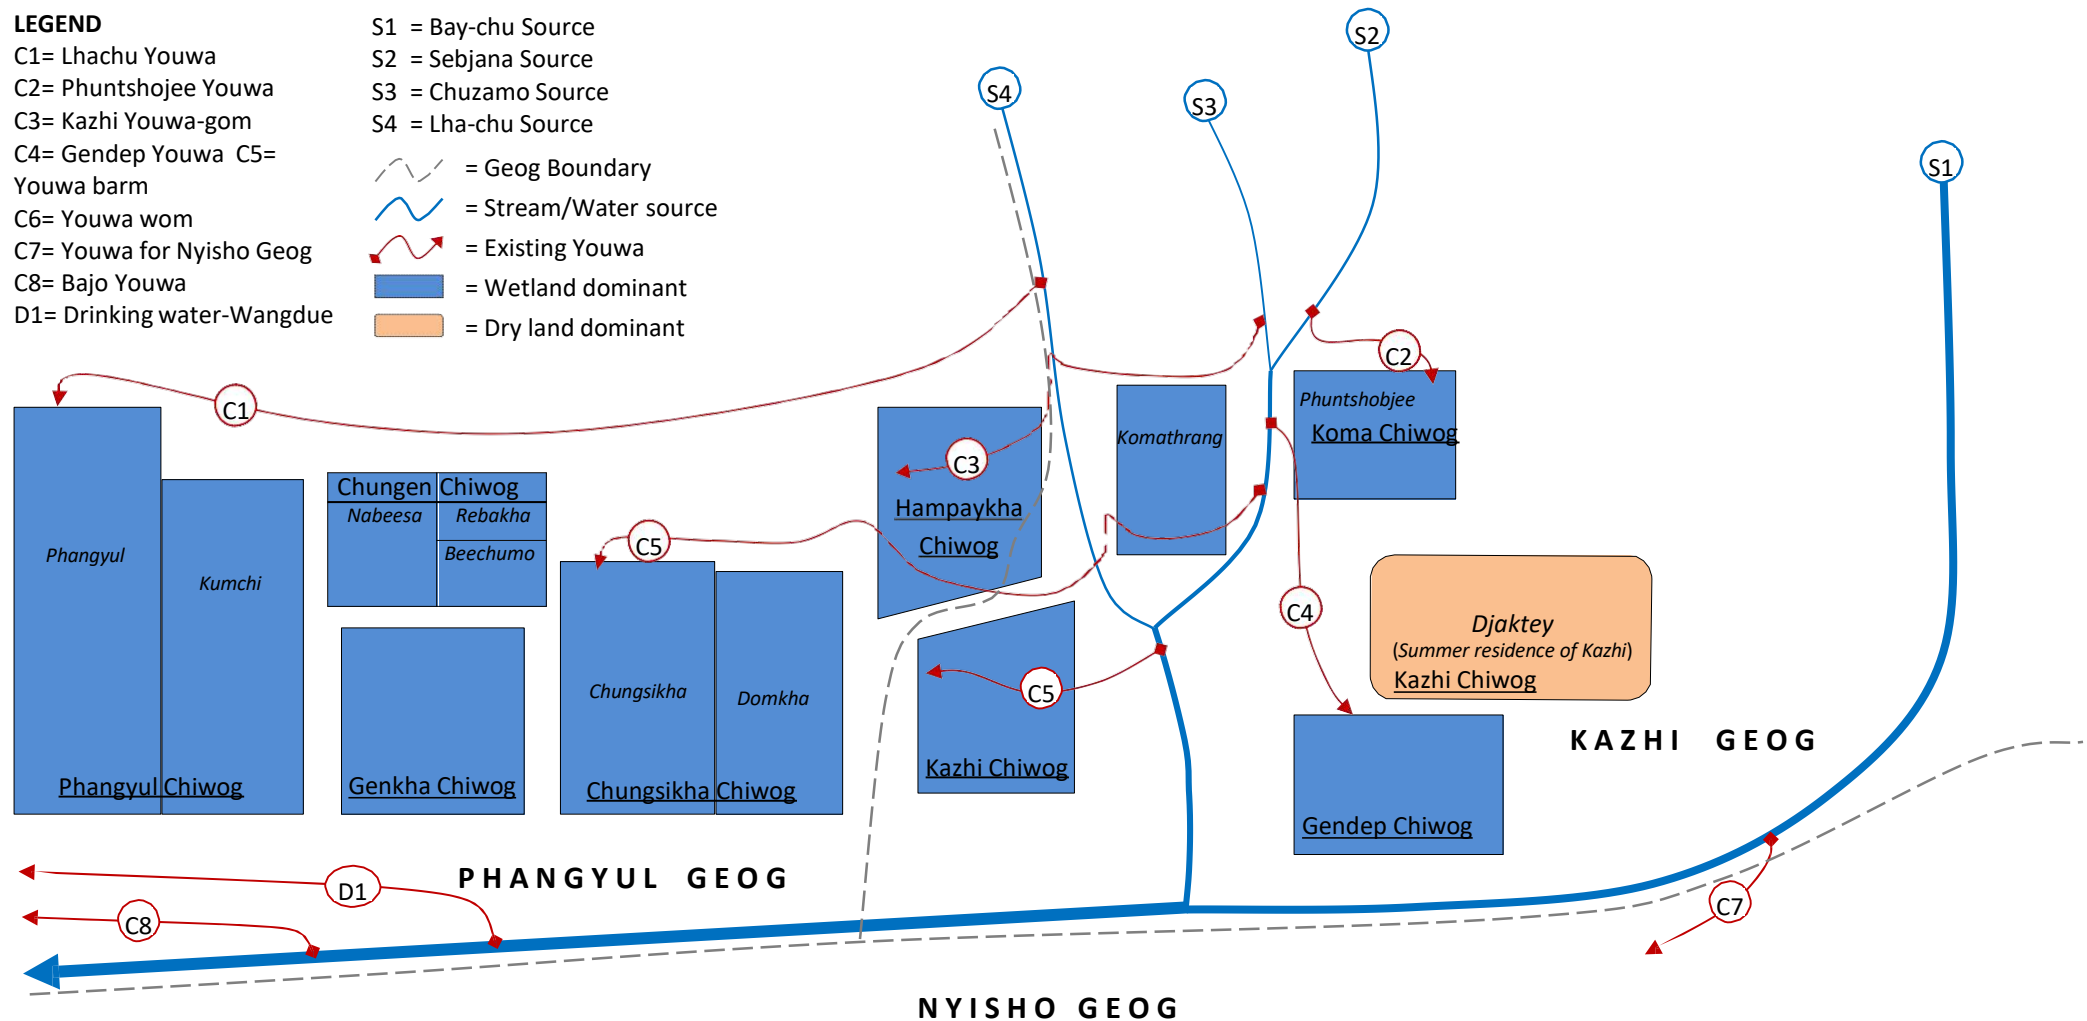 LEGEND
C1= Lhachu Youwa
C2= Phuntshojee Youwa
C3= Kazhi Youwa-gom
C4= Gendep Youwa C5=
Youwa barm
C6= Youwa wom
C7= Youwa for Nyisho Geog
C8= Bajo Youwa
D1= Drinking water-Wangdue
S1 = Bay-chu Source
S2 = Sebjana Source
S3 = Chuzamo Source
S4 = Lha-chu Source
= Geog Boundary
= Stream/Water source
= Existing Youwa
= Wetland dominant
= Dry land dominant
S4
S3
S2
S1
C1
C2
C3
C5
C4
C5
D1
C8
C7
Phangyul
Kumchi
Phangyul Chiwog
Chungen Chiwog
Nabeesa
Rebakha
Beechumo
Genkha Chiwog
Chungsikha
Domkha
Chungsikha Chiwog
Hampaykha
Chiwog
Kazhi Chiwog
Komathrang
Phuntshobjee
Koma Chiwog
Djaktey
(Summer residence of Kazhi)
Kazhi Chiwog
Gendep Chiwog
KAZHI GEOG
PHANGYUL GEOG
NYISHO GEOG